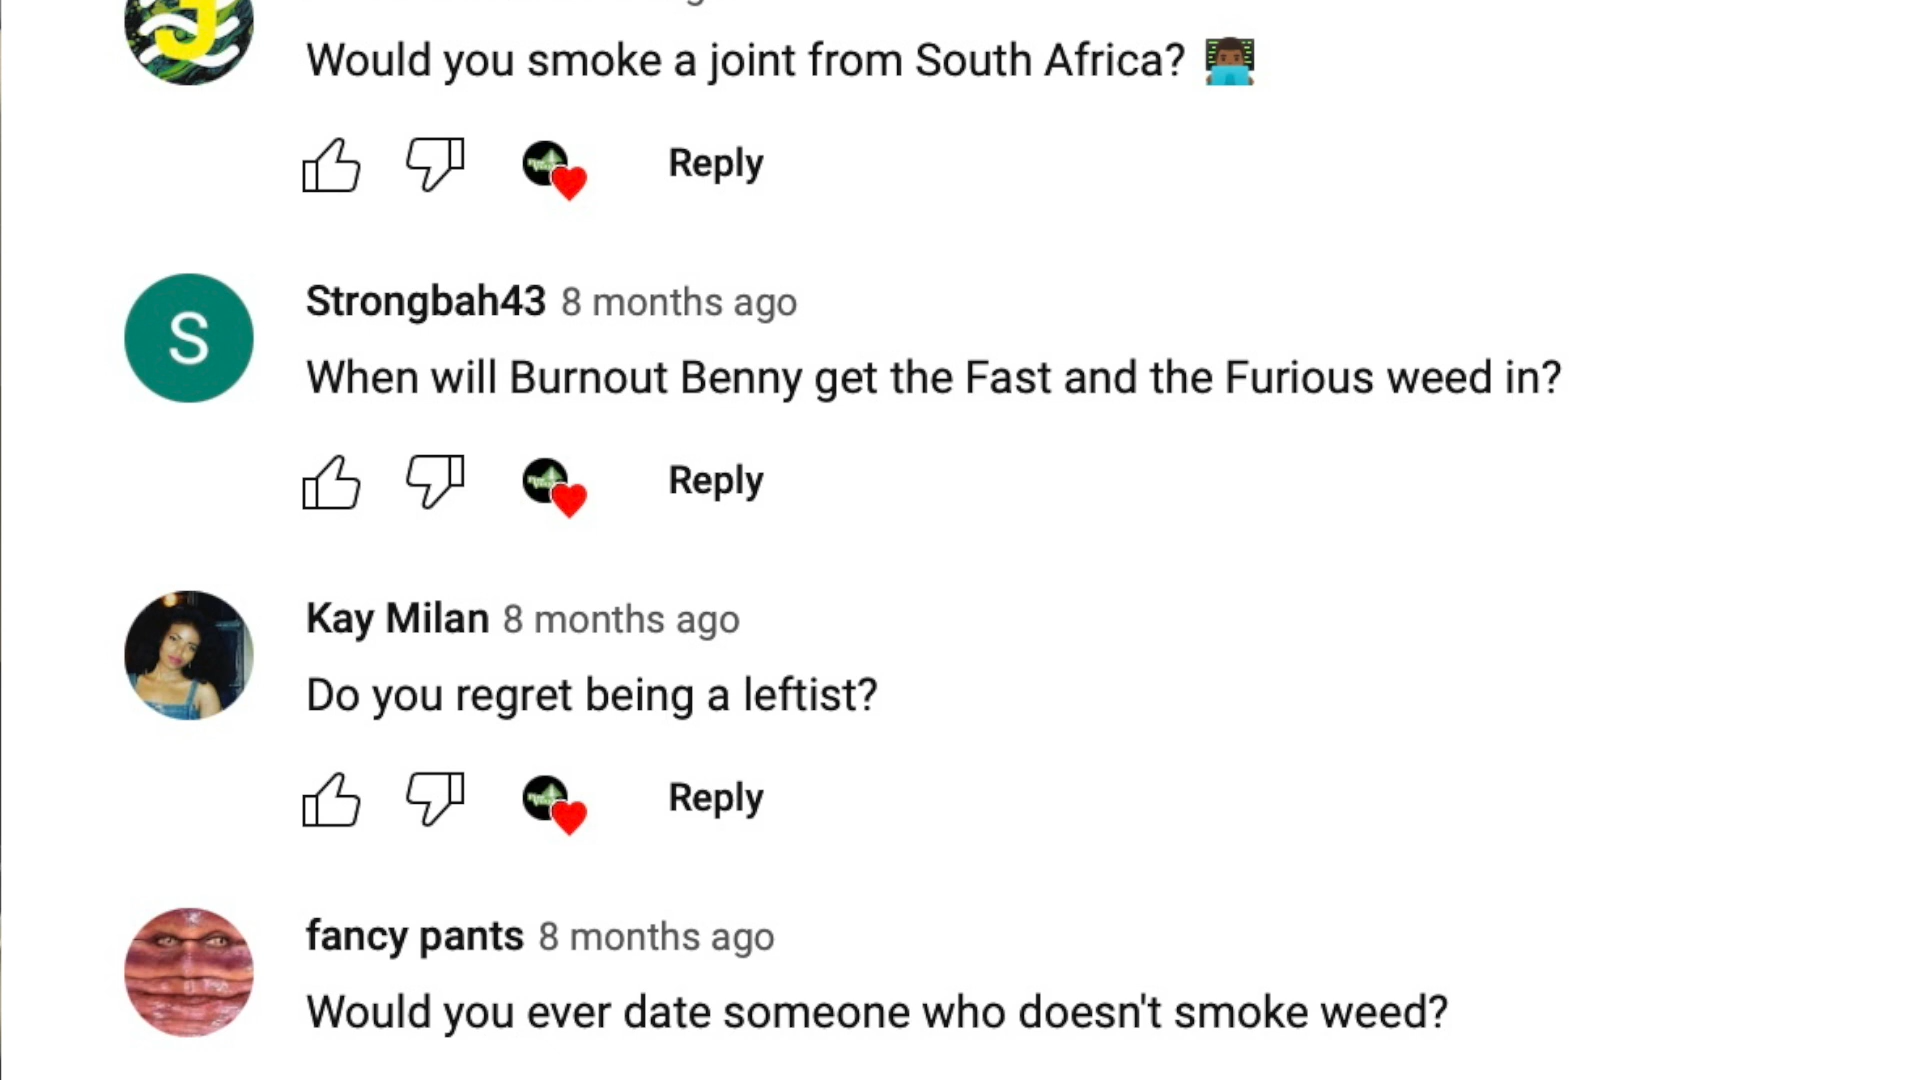 Would you smoke a joint from South Africa? 👨🏾‍💻
Reply
S
Strongbah43 8 months ago
When will Burnout Benny get the Fast and the Furious weed in?
Reply
Kay Milan 8 months ago
Do you regret being a leftist?
Reply
fancy pants 8 months ago
Would you ever date someone who doesn't smoke weed?